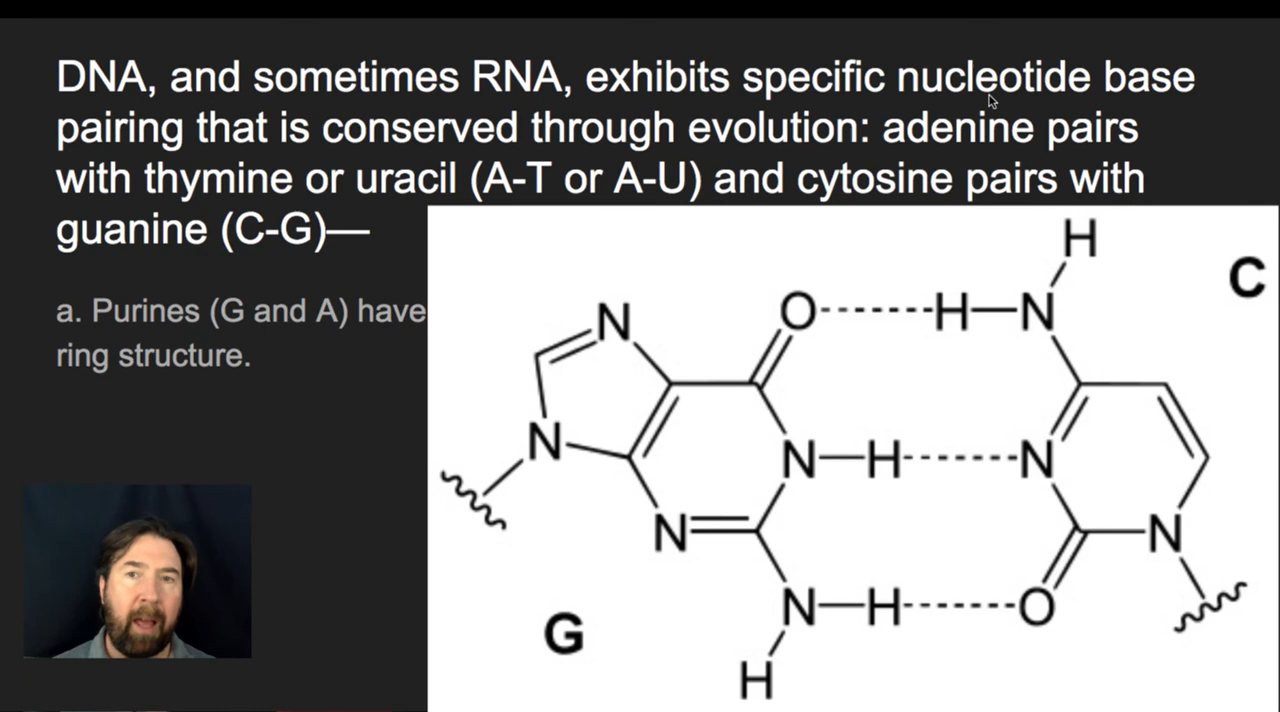 DNA, and sometimes RNA, exhibits specific nucleotide base
pairing that is conserved through evolution: adenine pairs
with thymine or uracil (A-T or A-U) and cytosine pairs with
guanine (C-G)—
a. Purines (G and A) have
ring structure.
H
C
N
O
H
N
N
N
H
N
N
N
N
H
O
G
H